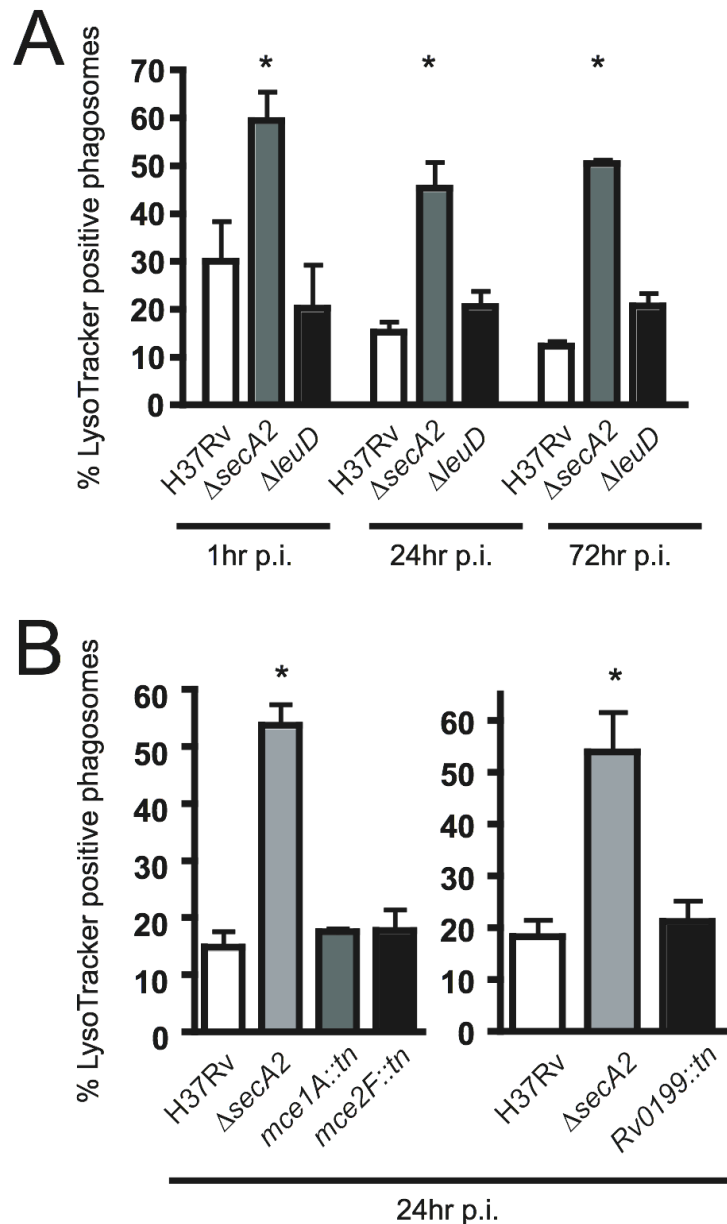 A
% LysoTracker positive phagosomes
70
60
50
40
30
20
10
0
* * *
H37Rv ΔsecA2 ΔleuD H37Rv ΔsecA2 ΔleuD H37Rv ΔsecA2 ΔleuD
1hr p.i. 24hr p.i. 72hr p.i.
B
% LysoTracker positive phagosomes
60
50
40
30
20
10
0
*
H37Rv ΔsecA2 mce1A::tn mce2F::tn
60
50
40
30
20
10
0
*
H37Rv ΔsecA2 Rv0199::tn
24hr p.i.